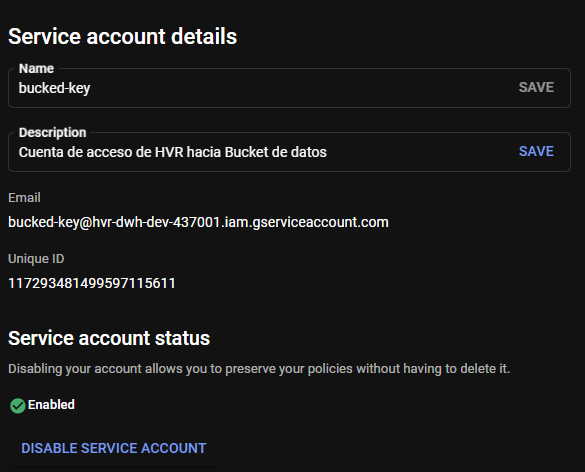 Service account details
Name
bucked-key
SAVE
Description
Cuenta de acceso de HVR hacia Bucket de datos
SAVE
Email
bucked-key@hvr-dwh-dev-437001.iam.gserviceaccount.com
Unique ID
117293481499597115611
Service account status
Disabling your account allows you to preserve your policies without having to delete it.
Enabled
DISABLE SERVICE ACCOUNT